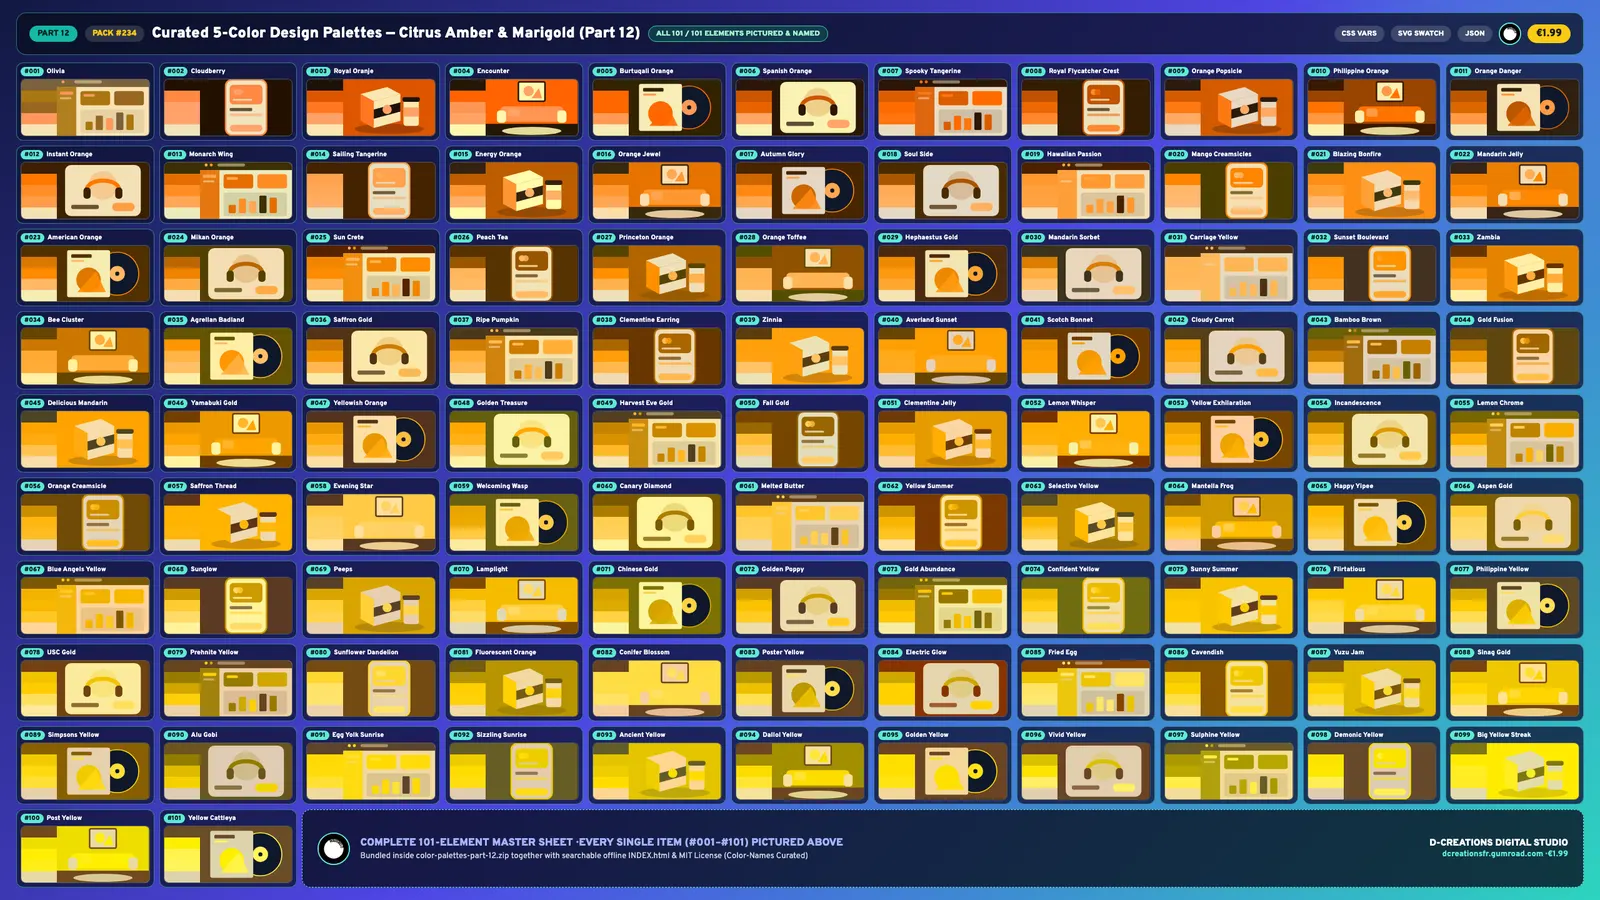 PART 12
PACK #234
Curated 5-Color Design Palettes – Citrus Amber & Marigold (Part 12)
ALL 101 / 101 ELEMENTS PICTURED & NAMED
CSS VARS
SVG SWATCH
JSON
€1.99
#001 Olivia
#002 Cloudberry
#003 Royal Oranje
#004 Encounter
#005 Burtuqali Orange
#006 Spanish Orange
#007 Spooky Tangerine
#008 Royal Flycatcher Crest
#009 Orange Popsicle
#010 Philippine Orange
#011 Orange Danger
#012 Instant Orange
#013 Monarch Wing
#014 Sailing Tangerine
#015 Energy Orange
#016 Orange Jewel
#017 Autumn Glory
#018 Soul Side
#019 Hawaiian Passion
#020 Mango Creamsicles
#021 Blazing Bonfire
#022 Mandarin Jelly
#023 American Orange
#024 Mikan Orange
#025 Sun Crete
#026 Peach Tea
#027 Princeton Orange
#028 Orange Toffee
#029 Hephaestus Gold
#030 Mandarin Sorbet
#031 Carriage Yellow
#032 Sunset Boulevard
#033 Zambia
#034 Bee Cluster
#035 Agrellan Badland
#036 Saffron Gold
#037 Ripe Pumpkin
#038 Clementine Earring
#039 Zinnia
#040 Averland Sunset
#041 Scotch Bonnet
#042 Cloudy Carrot
#043 Bamboo Brown
#044 Gold Fusion
#045 Delicious Mandarin
#046 Yamabuki Gold
#047 Yellowish Orange
#048 Golden Treasure
#049 Harvest Eve Gold
#050 Fall Gold
#051 Clementine Jelly
#052 Lemon Whisper
#053 Yellow Exhilaration
#054 Incandescence
#055 Lemon Chrome
#056 Orange Creamsicle
#057 Saffron Thread
#058 Evening Star
#059 Welcoming Wasp
#060 Canary Diamond
#061 Melted Butter
#062 Yellow Summer
#063 Selective Yellow
#064 Mantella Frog
#065 Happy Yipee
#066 Aspen Gold
#067 Blue Angels Yellow
#068 Sunglow
#069 Peeps
#070 Lamplight
#071 Chinese Gold
#072 Golden Poppy
#073 Gold Abundance
#074 Confident Yellow
#075 Sunny Summer
#076 Flirtatious
#077 Philippine Yellow
#078 USC Gold
#079 Prehnite Yellow
#080 Sunflower Dandelion
#081 Fluorescent Orange
#082 Conifer Blossom
#083 Poster Yellow
#084 Electric Glow
#085 Fried Egg
#086 Cavendish
#087 Yuzu Jam
#088 Sinag Gold
#089 Simpsons Yellow
#090 Alu Gobi
#091 Egg Yolk Sunrise
#092 Sizzling Sunrise
#093 Ancient Yellow
#094 Dallol Yellow
#095 Golden Yellow
#096 Vivid Yellow
#097 Sulphine Yellow
#098 Demonic Yellow
#099 Big Yellow Streak
#100 Post Yellow
#101 Yellow Cattleya
COMPLETE 101-ELEMENT MASTER SHEET · EVERY SINGLE ITEM (#001-#101) PICTURED ABOVE
Bundled inside color-palettes-part-12.zip together with searchable offline INDEX.html & MIT License (Color-Names Curated)
D-CREATIONS DIGITAL STUDIO
dcreationsfr.gumroad.com · €1.99